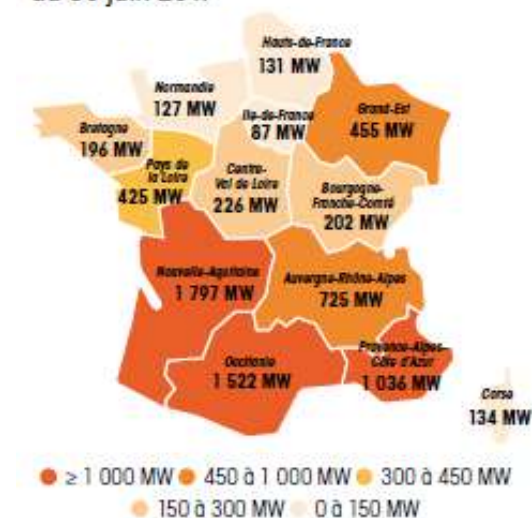 Hauts-de-France
131 MW
Normandie
127 MW
Ile-de-France
87 MW
Grand-Est
455 MW
Bretagne
196 MW
Pays de
la Loire
425 MW
Centre-
Val de Loire
226 MW
Bourgogne-
Franche-Comté
202 MW
Nouvelle-Aquitaine
1 797 MW
Auvergne-Rhône-Alpes
725 MW
Occitanie
1 522 MW
Provence-Alpes-
Côte d'Azur
1 036 MW
Corse
134 MW
≥ 1 000 MW 450 à 1 000 MW 300 à 450 MW
150 à 300 MW 0 à 150 MW